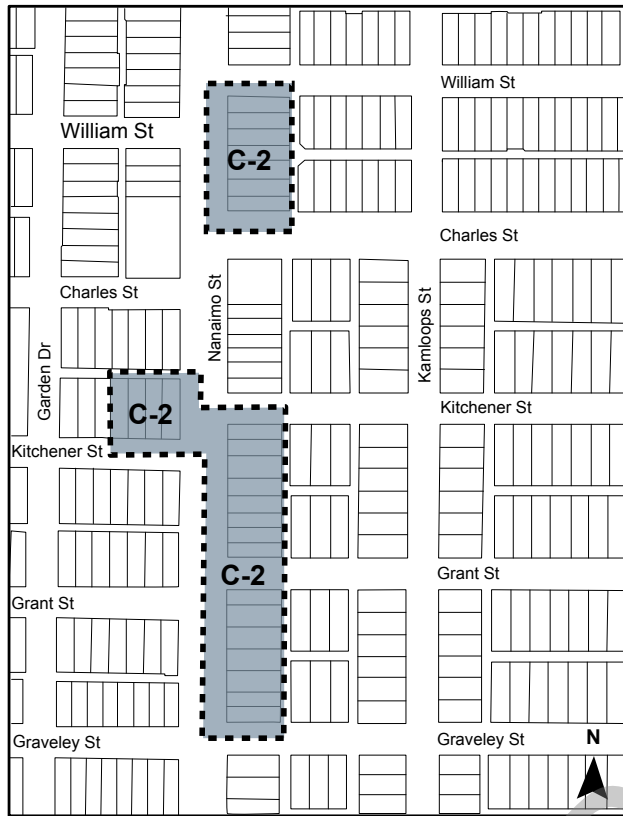 William St
William St
C-2
Charles St
Charles St
Nanaimo St
Kamloops St
Garden Dr
C-2
Kitchener St
Kitchener St
C-2
Grant St
Grant St
Graveley St
Graveley St
N